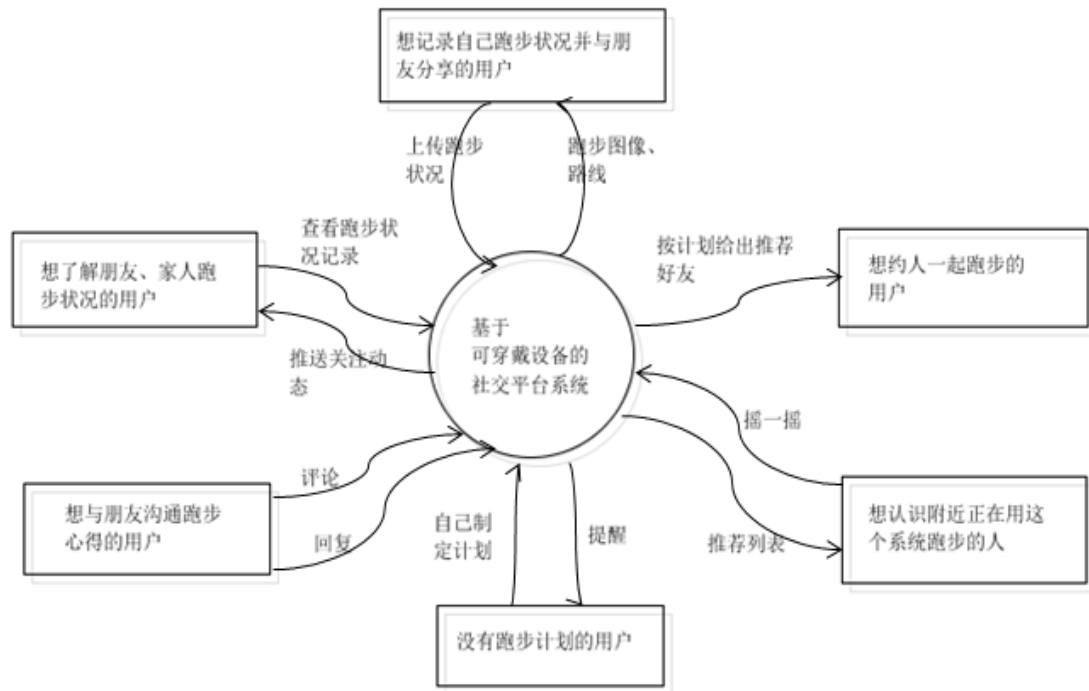 想记录自己跑步状况并与朋
友分享的用户
上传跑步
状况
跑步图像、
路线
查看跑步状
况记录
想了解朋友、家人跑
步状况的用户
推送关注动
态
按计划给出推荐
好友
想约人一起跑步的
用户
基于
可穿戴设备的
社交平台系统
摇一摇
评论
想与朋友沟通跑步
心得的用户
回复
自己制
定计划
提醒
推荐列表
想认识附近正在用这
个系统跑步的人
没有跑步计划的用户